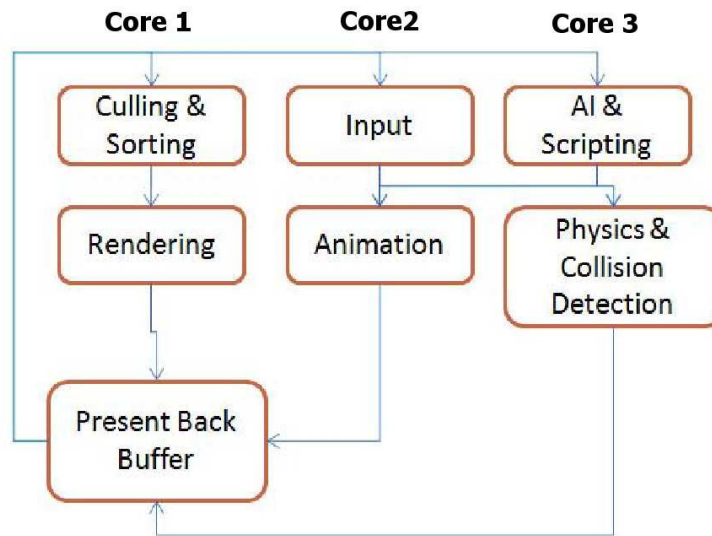 Core 1
Core2
Core 3
Culling &
Sorting
Input
AI &
Scripting
Rendering
Animation
Physics &
Collision
Detection
Present Back
Buffer